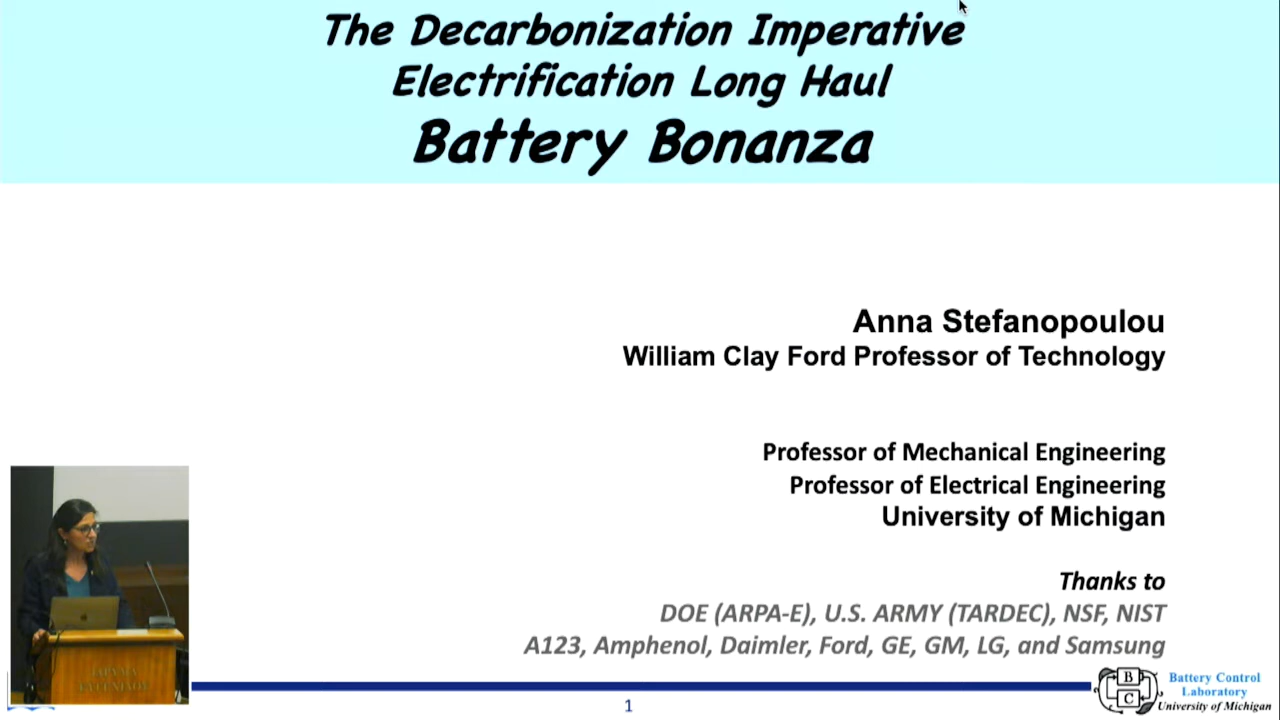 The Decarbonization Imperative
Electrification Long Haul
Battery Bonanza
Anna Stefanopoulou
William Clay Ford Professor of Technology
Professor of Mechanical Engineering
Professor of Electrical Engineering
University of Michigan
Thanks to
DOE (ARPA-E), U.S. ARMY (TARDEC), NSF, NIST
A123, Amphenol, Daimler, Ford, GE, GM, LG, and Samsung
ΙΔΡΥΜΑ
ΕΥΓΕΝΙΔΟΥ
1
B
C
Battery Control
Laboratory
University of Michigan